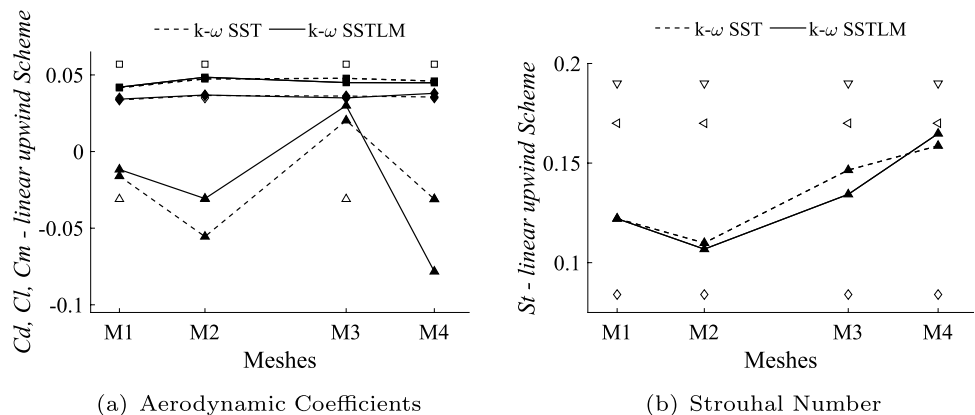 k-ω SST k-ω SSTLM
Cd, Cl, Cm - linear upwind Scheme
0.05
0
-0.05
-0.1
M1 M2 M3 M4
Meshes
(a) Aerodynamic Coefficients
k-ω SST k-ω SSTLM
St - linear upwind Scheme
0.2
0.15
0.1
M1 M2 M3 M4
Meshes
(b) Strouhal Number